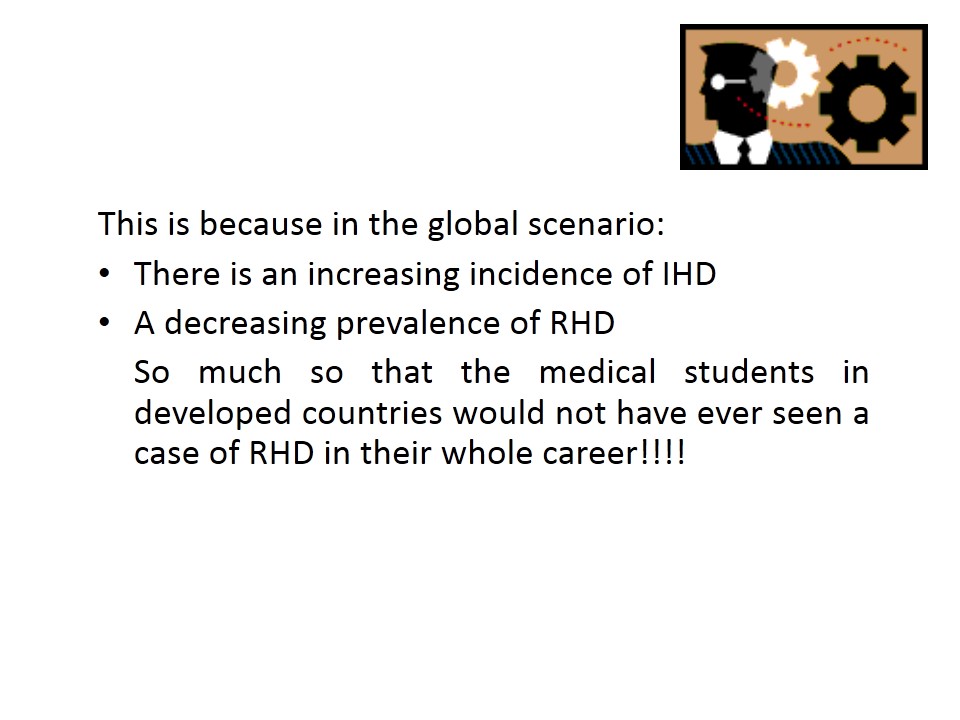 This is because in the global scenario:
• There is an increasing incidence of IHD
• A decreasing prevalence of RHD
So much so that the medical students in
developed countries would not have ever seen a
case of RHD in their whole career!!!!